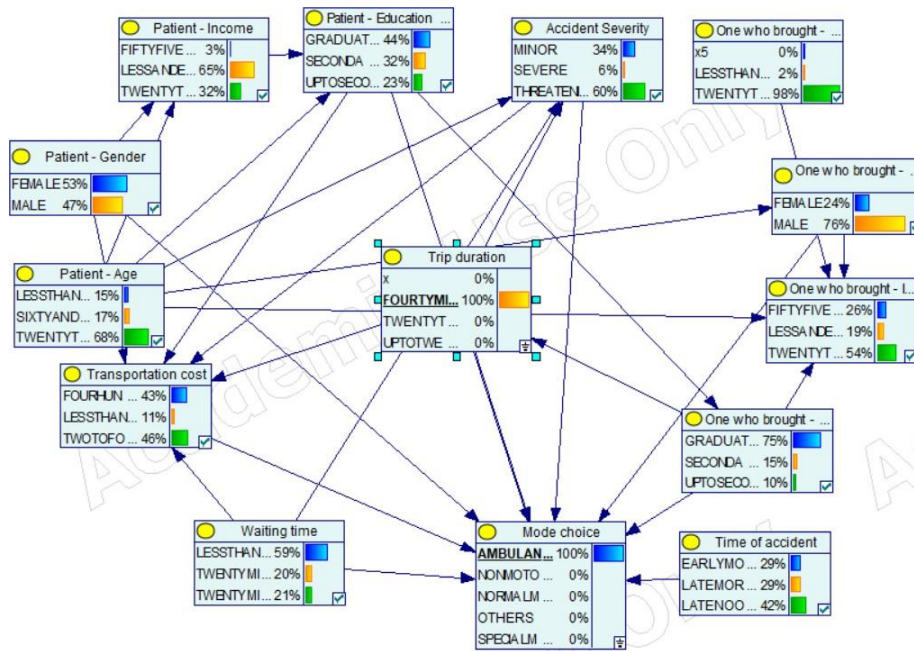 Patient - Income
FIFTYFIVE ... 3%
LESSANDE... 65%
TWENTYT ... 32%
Patient - Education ...
GRADUAT... 44%
SECONDA ... 32%
UPTOSECO... 23%
Accident Severity
MINOR 34%
SEVERE 6%
THREATENI... 60%
One who brought - ...
x5 0%
LESSTHAN ... 2%
TWENTYT ... 98%
Patient - Gender
FEMALE 53%
MALE 47%
One who brought - ...
FEMALE 24%
MALE 76%
Patient - Age
LESSTHAN... 15%
SIXTYAND... 17%
TWENTYT... 68%
Trip duration
x 0%
FOURTYMI... 100%
TWENTYT ... 0%
UPTOTWE ... 0%
One who brought - I...
FIFTYFIVE ... 26%
LESSANDE... 19%
TWENTYT ... 54%
Transportation cost
FOURHUN ... 43%
LESSTHAN... 11%
TWOTOFO ... 46%
One who brought - ...
GRADUAT... 75%
SECONDA ... 15%
UPTOSECO... 10%
Waiting time
LESSTHAN... 59%
TWENTYMI... 20%
TWENTYMI... 21%
Mode choice
AMBULAN... 100%
NONMOTO ... 0%
NORMALM ... 0%
OTHERS 0%
SPECIALM ... 0%
Time of accident
EARLYMO ... 29%
LATEMOR ... 29%
LATENOO ... 42%
Academic Use Only